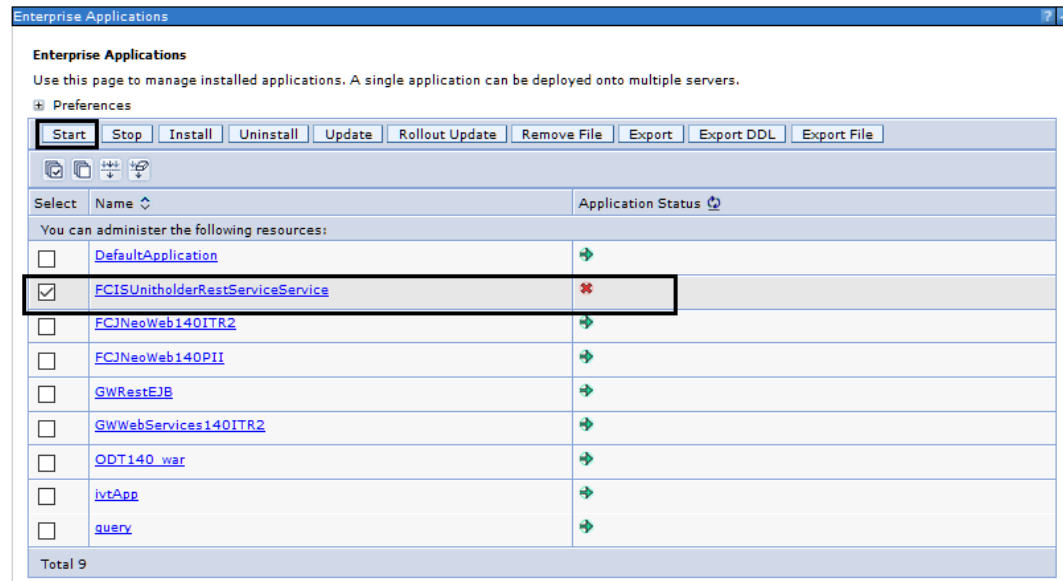 Enterprise Applications ? -
Enterprise Applications
Use this page to manage installed applications. A single application can be deployed onto multiple servers.
Preferences
Start Stop Install Uninstall Update Rollout Update Remove File Export Export DDL Export File
Select Name Application Status
You can administer the following resources:
DefaultApplication
FCISUnitholderRestServiceService
FCJNeoWeb140ITR2
FCJNeoWeb140PII
GWRestEJB
GWWebServices140ITR2
ODT140_war
ivtApp
query
Total 9